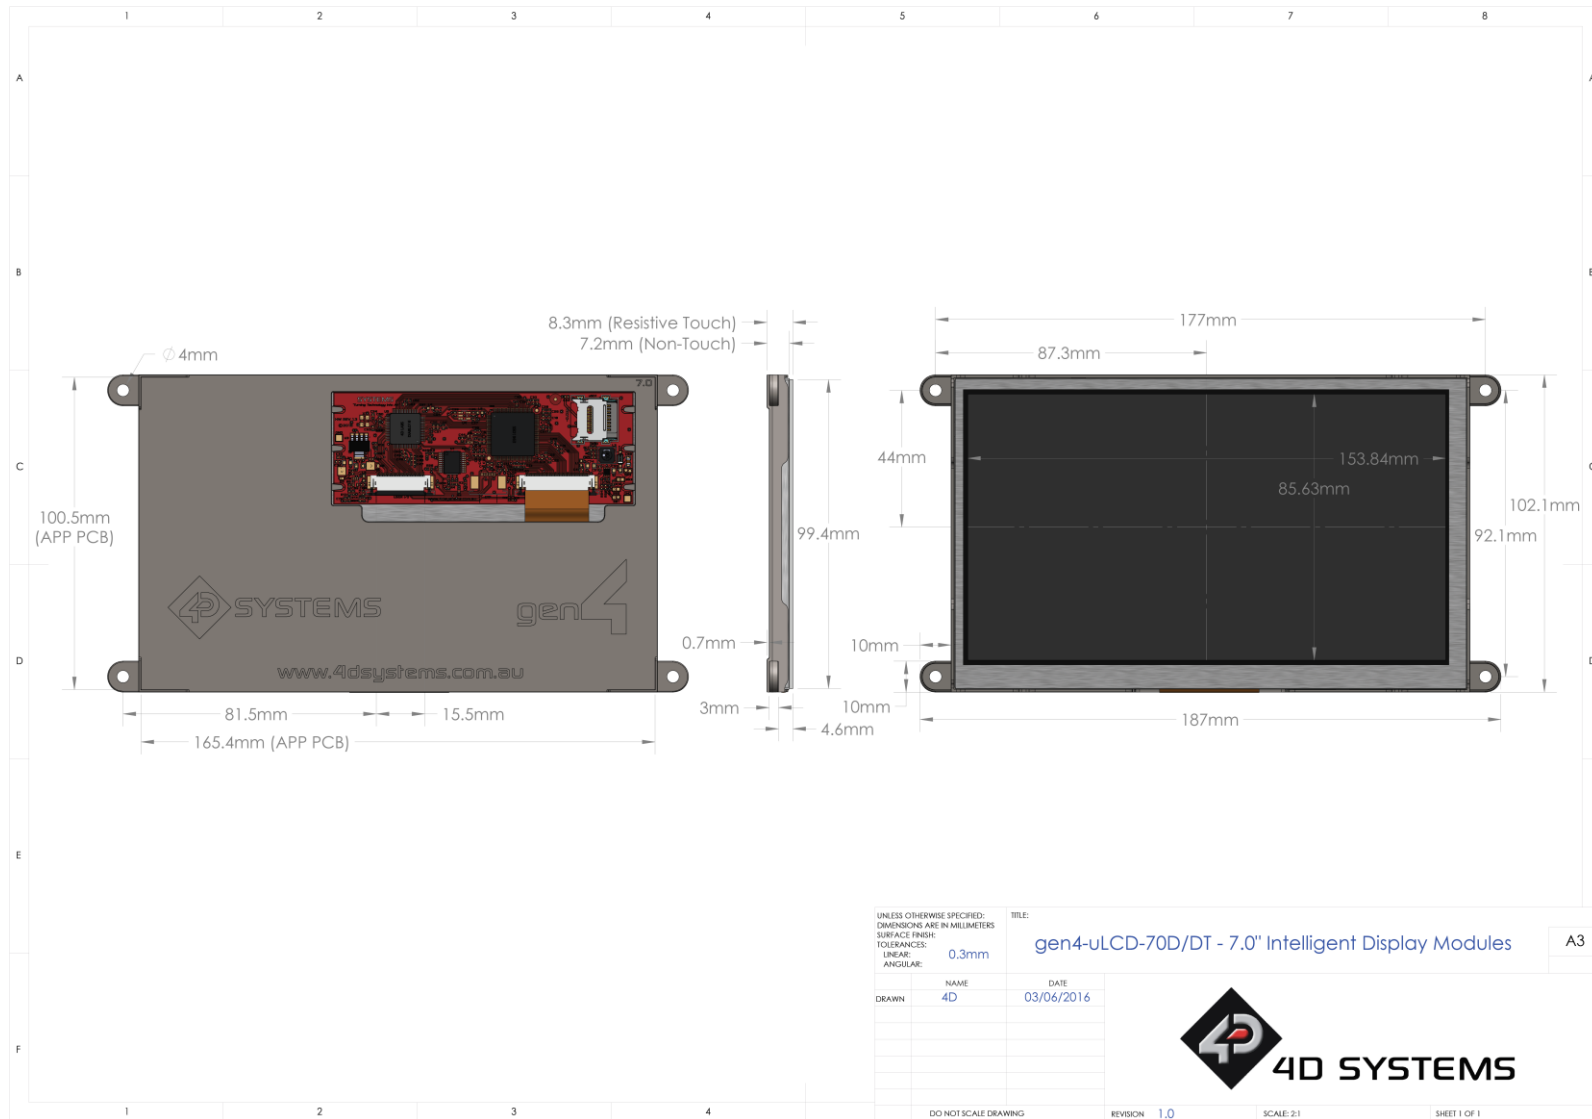 1 2 3 4 5 6 7 8
A
B
C
D
E
F
8.3mm (Resistive Touch)
7.2mm (Non-Touch)
Ø 4mm
7.0
100.5mm
(APP PCB)
4D SYSTEMS
gen4
www.4dsystems.com.au
81.5mm
15.5mm
165.4mm (APP PCB)
99.4mm
0.7mm
3mm
4.6mm
177mm
87.3mm
44mm
153.84mm
85.63mm
102.1mm
92.1mm
10mm
10mm
187mm
UNLESS OTHERWISE SPECIFIED:
DIMENSIONS ARE IN MILLIMETERS
SURFACE FINISH:
TOLERANCES:
LINEAR: 0.3mm
ANGULAR:
TITLE:
gen4-uLCD-70D/DT - 7.0" Intelligent Display Modules
A3
NAME DATE
DRAWN 4D 03/06/2016
4D SYSTEMS
DO NOT SCALE DRAWING
REVISION 1.0
SCALE: 2:1
SHEET 1 OF 1
1 2 3 4